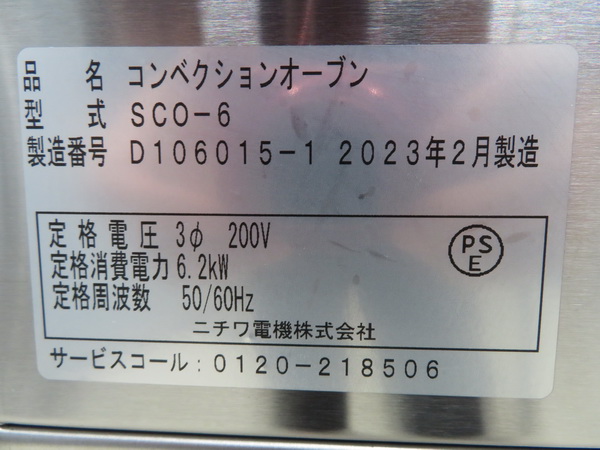 品 名 コンベクションオーブン
型 式 SCO-6
製造番号 D106015-1 2023年2月製造
定格電圧 3φ 200V
定格消費電力 6.2kW
定格周波数 50/60Hz
PS
E
ニチワ電機株式会社
サービスコール：0120-218506